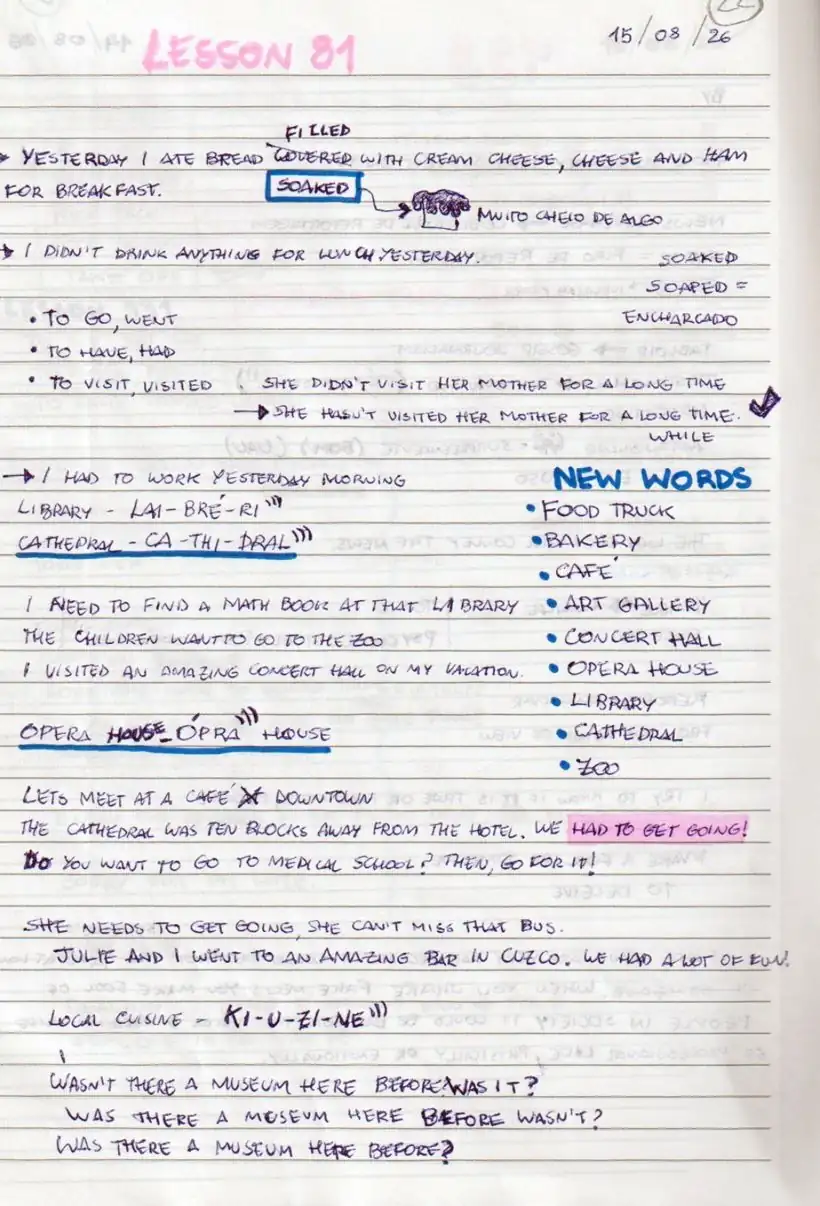 LESSON 81
15/08/26
FILLED
YESTERDAY I ATE BREAD COVERED WITH CREAM CHEESE, CHEESE AND HAM
FOR BREAKFAST.
SOAKED
MUITO CHEIO DE ALGO
I DIDN'T DRINK ANYTHING FOR LUNCH YESTERDAY.
SOAKED
SOAPED =
ENCHARCADO
• TO GO, WENT
• TO HAVE, HAD
• TO VISIT, VISITED. SHE DIDN'T VISIT HER MOTHER FOR A LONG TIME
→ SHE HASN'T VISITED HER MOTHER FOR A LONG TIME.
WHILE
→ I HAD TO WORK YESTERDAY MORNING
LIBRARY - LAI-BRÉ-RI
CATHEDRAL - CA-THI-DRAL
NEW WORDS
• FOOD TRUCK
• BAKERY
• CAFÉ
• ART GALLERY
• CONCERT HALL
• OPERA HOUSE
• LIBRARY
• CATHEDRAL
• ZOO
I NEED TO FIND A MATH BOOK AT THAT LIBRARY
THE CHILDREN WANT TO GO TO THE ZOO
I VISITED AN AMAZING CONCERT HALL ON MY VACATION.
OPERA HOUSE - ÓPRA HOUSE
LETS MEET AT A CAFÉ DOWNTOWN
THE CATHEDRAL WAS TEN BLOCKS AWAY FROM THE HOTEL. WE HAD TO GET GOING!
DO YOU WANT TO GO TO MEDICAL SCHOOL? THEN, GO FOR IT!
SHE NEEDS TO GET GOING, SHE CAN'T MISS THAT BUS.
JULIE AND I WENT TO AN AMAZING BAR IN CUZCO. WE HAD A LOT OF FUN!
LOCAL CUISINE - KI-U-ZI-NE
WASN'T THERE A MUSEUM HERE BEFORE, WAS IT?
WAS THERE A MUSEUM HERE BEFORE WASN'T?
WAS THERE A MUSEUM HERE BEFORE?